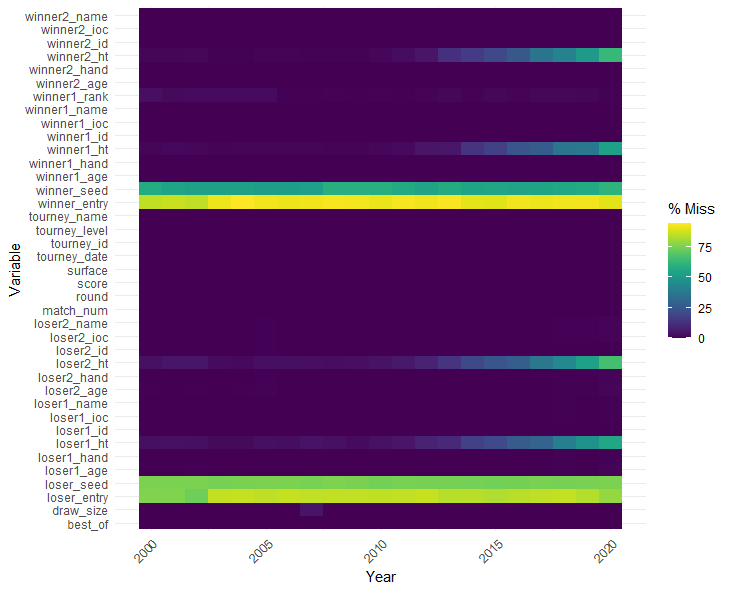 winner2_name
winner2_ioc
winner2_id
winner2_ht
winner2_hand
winner2_age
winner1_rank
winner1_name
winner1_ioc
winner1_id
winner1_ht
winner1_hand
winner1_age
winner_seed
winner_entry
tourney_name
tourney_level
tourney_id
tourney_date
surface
score
round
match_num
loser2_name
loser2_ioc
loser2_id
loser2_ht
loser2_hand
loser2_age
loser1_name
loser1_ioc
loser1_id
loser1_ht
loser1_hand
loser1_age
loser_seed
loser_entry
draw_size
best_of
Variable
2000
2005
2010
2015
2020
Year
% Miss
75
50
25
0